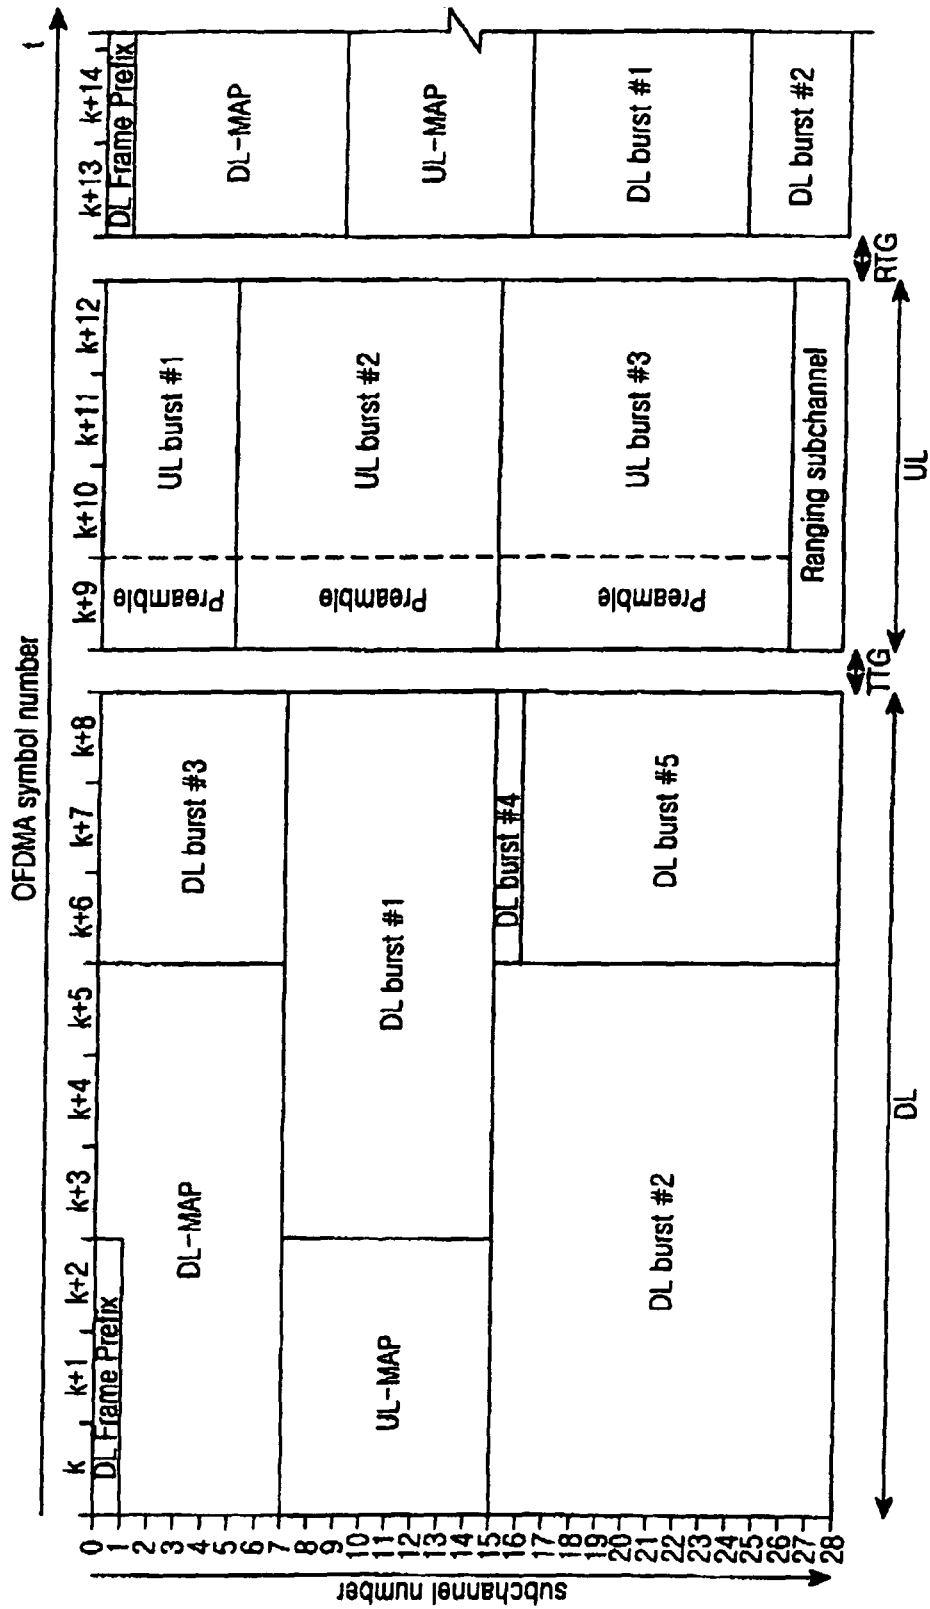 OFDMA symbol number
t
k k+1 k+2 k+3 k+4 k+5 k+6 k+7 k+8 k+9 k+10 k+11 k+12 k+13 k+14
subchannel number
0
1
2
3
4
5
6
7
8
9
10
11
12
13
14
15
16
17
18
19
20
21
22
23
24
25
26
27
28
DL Frame Prefix
DL-MAP
UL-MAP
DL burst #1
DL burst #2
DL burst #3
DL burst #4
DL burst #5
Preamble
UL burst #1
Preamble
UL burst #2
Preamble
UL burst #3
Ranging subchannel
DL Frame Prefix
DL-MAP
UL-MAP
DL burst #1
DL burst #2
DL
TTG
UL
RTG